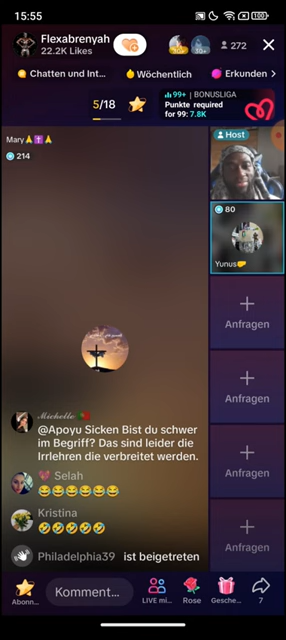 15:55
100
Flexabrenyah
22.2K Likes
30+
10+
272
Chatten und Int...
Wöchentlich
Erkunden
5/18
99+ | BONUSLIGA
Punkte required
for 99: 7.8K
Mary🙏✝️🙏
214
Host
80
Yunus🤛
Anfragen
Anfragen
Anfragen
Anfragen
𝓜𝓲𝓬𝓱𝓮𝓵𝓵𝓮 🇵🇹
@Apoyu Sicken Bist du schwer
im Begriff? Das sind leider die
Irrlehren die verbreitet werden.
💖 Selah
😂😂😂😂😂😂
Kristina
🤣🤣🤣🤣🤣
Philadelphia39 ist beigetreten
Abonn...
Komment...
LIVE mi...
Rose
Gesche...
7